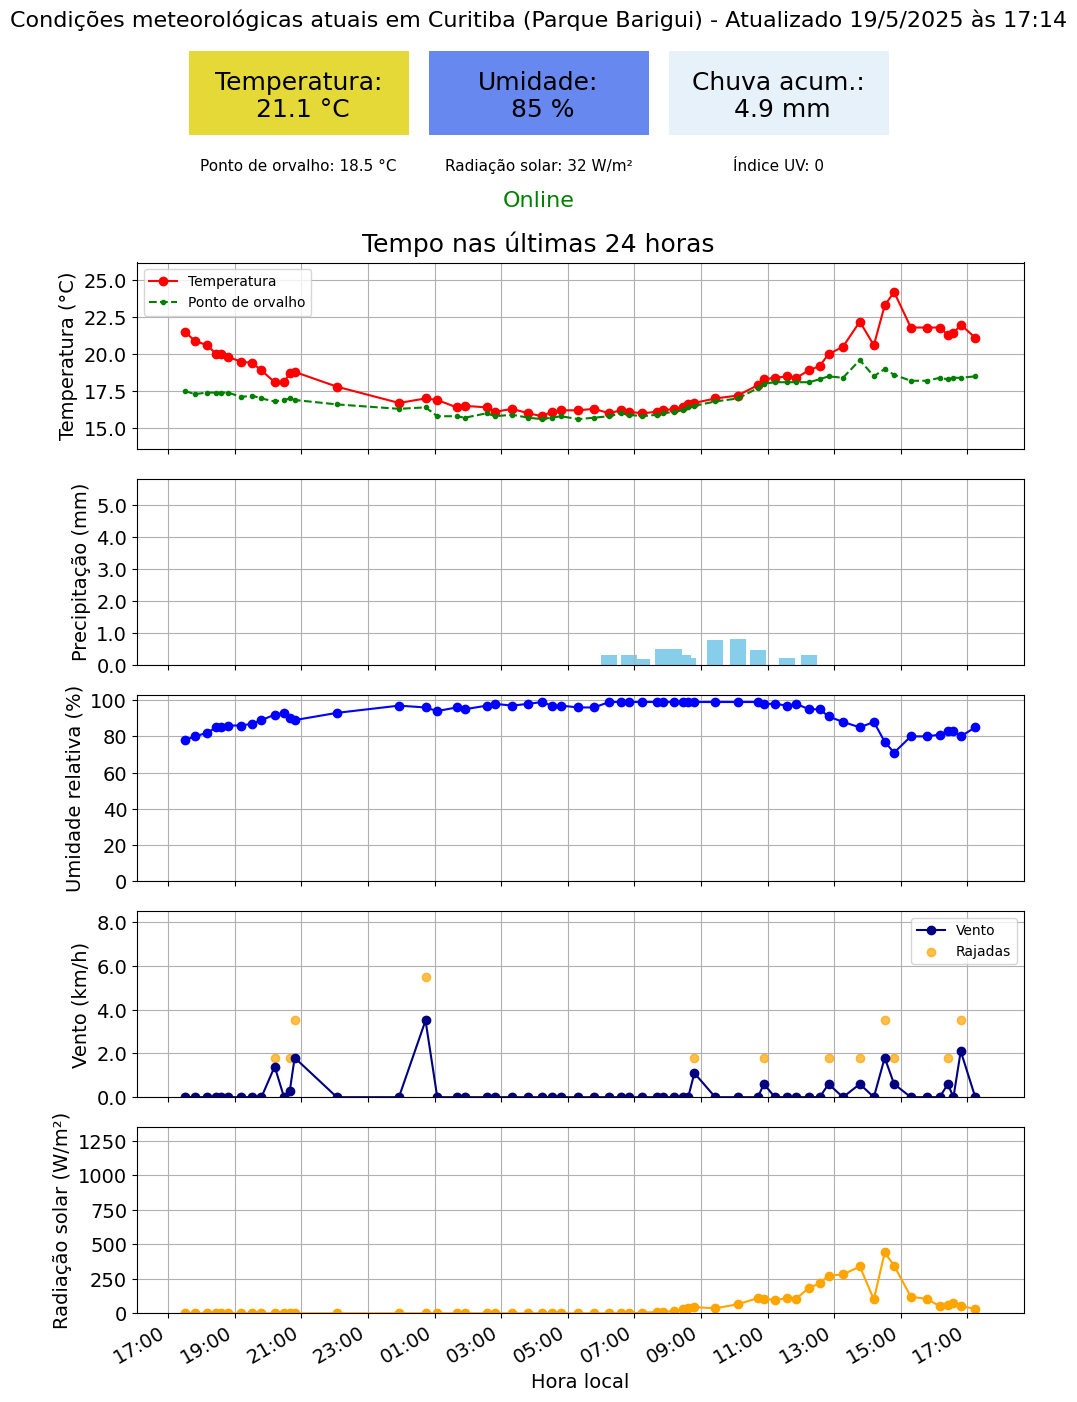 Condições meteorológicas atuais em Curitiba (Parque Barigui) - Atualizado 19/5/2025 às 17:14
Temperatura:
21.1 °C
Umidade:
85 %
Chuva acum.:
4.9 mm
Ponto de orvalho: 18.5 °C
Radiação solar: 32 W/m²
Índice UV: 0
Online
Tempo nas últimas 24 horas
Temperatura (°C)
25.0
22.5
20.0
17.5
15.0
Temperatura
Ponto de orvalho
Precipitação (mm)
5.0
4.0
3.0
2.0
1.0
0.0
Umidade relativa (%)
100
80
60
40
20
0
Vento (km/h)
8.0
6.0
4.0
2.0
0.0
Vento
Rajadas
Radiação solar (W/m²)
1250
1000
750
500
250
0
17:00
19:00
21:00
23:00
01:00
03:00
05:00
07:00
09:00
11:00
13:00
15:00
17:00
Hora local